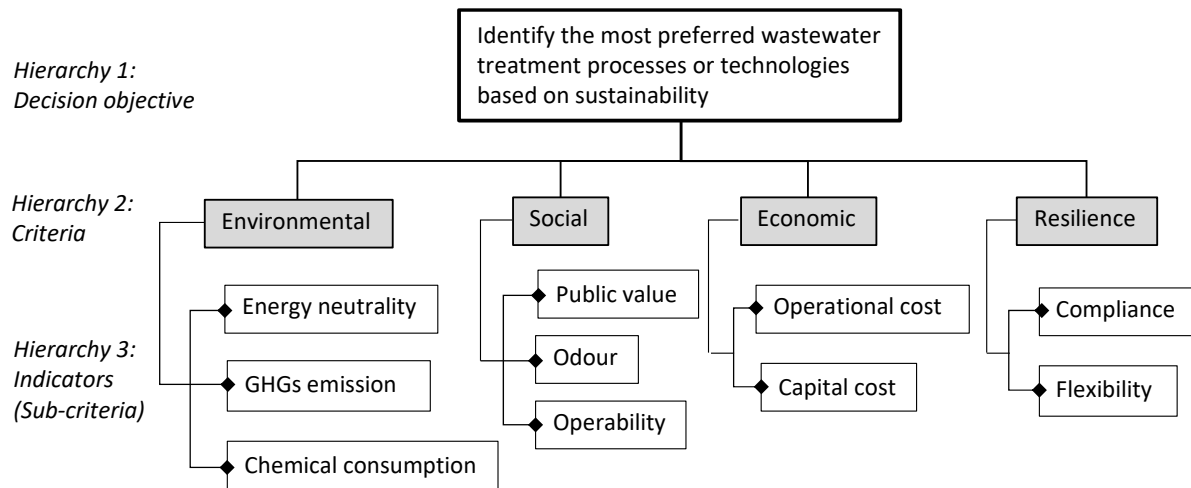 Identify the most preferred wastewater
treatment processes or technologies
based on sustainability
Hierarchy 1:
Decision objective
Hierarchy 2:
Criteria
Environmental
Social
Economic
Resilience
Hierarchy 3:
Indicators
(Sub-criteria)
Energy neutrality
GHGs emission
Chemical consumption
Public value
Odour
Operability
Operational cost
Capital cost
Compliance
Flexibility